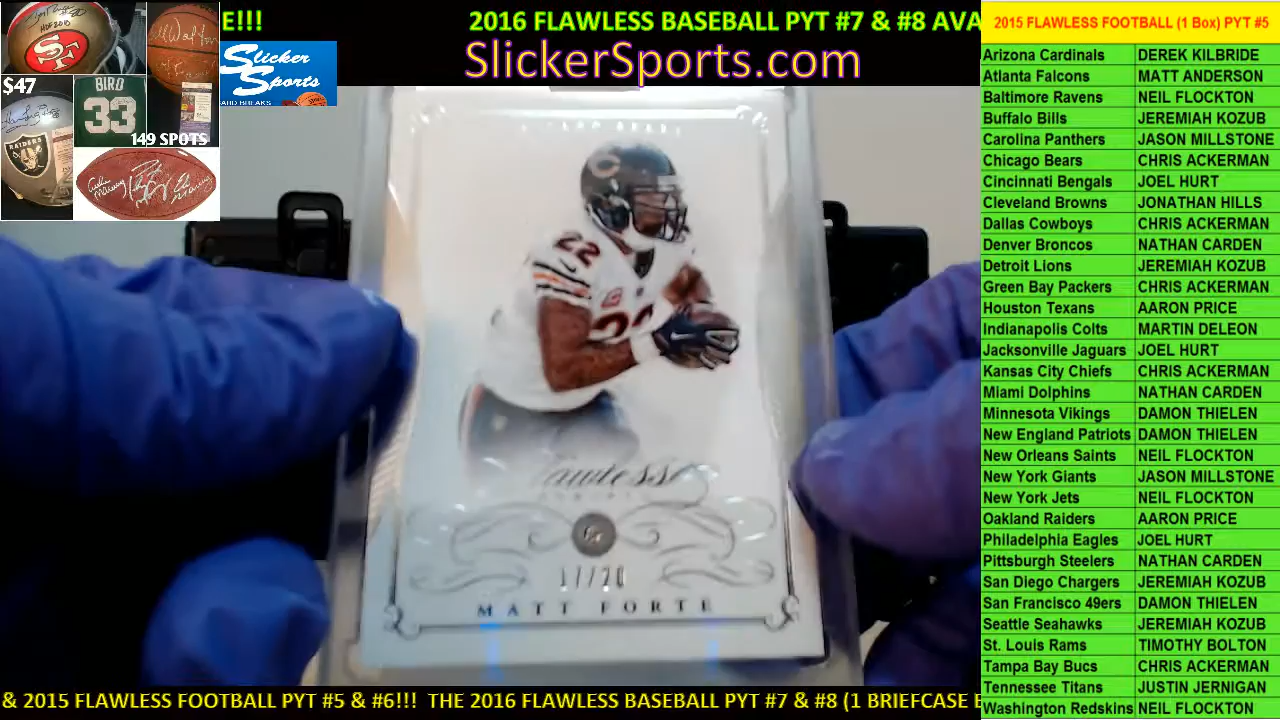 E!!! 2016 FLAWLESS BASEBALL PYT #7 & #8 AVA
SlickerSports.com
HOF 2015
$47
BIRD
33
149 SPOTS
RAIDERS
Slicker
Sports
ARD BREAKS
22
22
Flawless
17/20
MATT FORTE
& 2015 FLAWLESS FOOTBALL PYT #5 & #6!!! THE 2016 FLAWLESS BASEBALL PYT #7 & #8 (1 BRIEFCASE
2015 FLAWLESS FOOTBALL (1 Box) PYT #5
Arizona Cardinals DEREK KILBRIDE
Atlanta Falcons MATT ANDERSON
Baltimore Ravens NEIL FLOCKTON
Buffalo Bills JEREMIAH KOZUB
Carolina Panthers JASON MILLSTONE
Chicago Bears CHRIS ACKERMAN
Cincinnati Bengals JOEL HURT
Cleveland Browns JONATHAN HILLS
Dallas Cowboys CHRIS ACKERMAN
Denver Broncos NATHAN CARDEN
Detroit Lions JEREMIAH KOZUB
Green Bay Packers CHRIS ACKERMAN
Houston Texans AARON PRICE
Indianapolis Colts MARTIN DELEON
Jacksonville Jaguars JOEL HURT
Kansas City Chiefs CHRIS ACKERMAN
Miami Dolphins NATHAN CARDEN
Minnesota Vikings DAMON THIELEN
New England Patriots DAMON THIELEN
New Orleans Saints NEIL FLOCKTON
New York Giants JASON MILLSTONE
New York Jets NEIL FLOCKTON
Oakland Raiders AARON PRICE
Philadelphia Eagles JOEL HURT
Pittsburgh Steelers NATHAN CARDEN
San Diego Chargers JEREMIAH KOZUB
San Francisco 49ers DAMON THIELEN
Seattle Seahawks JEREMIAH KOZUB
St. Louis Rams TIMOTHY BOLTON
Tampa Bay Bucs CHRIS ACKERMAN
Tennessee Titans JUSTIN JERNIGAN
Washington Redskins NEIL FLOCKTON